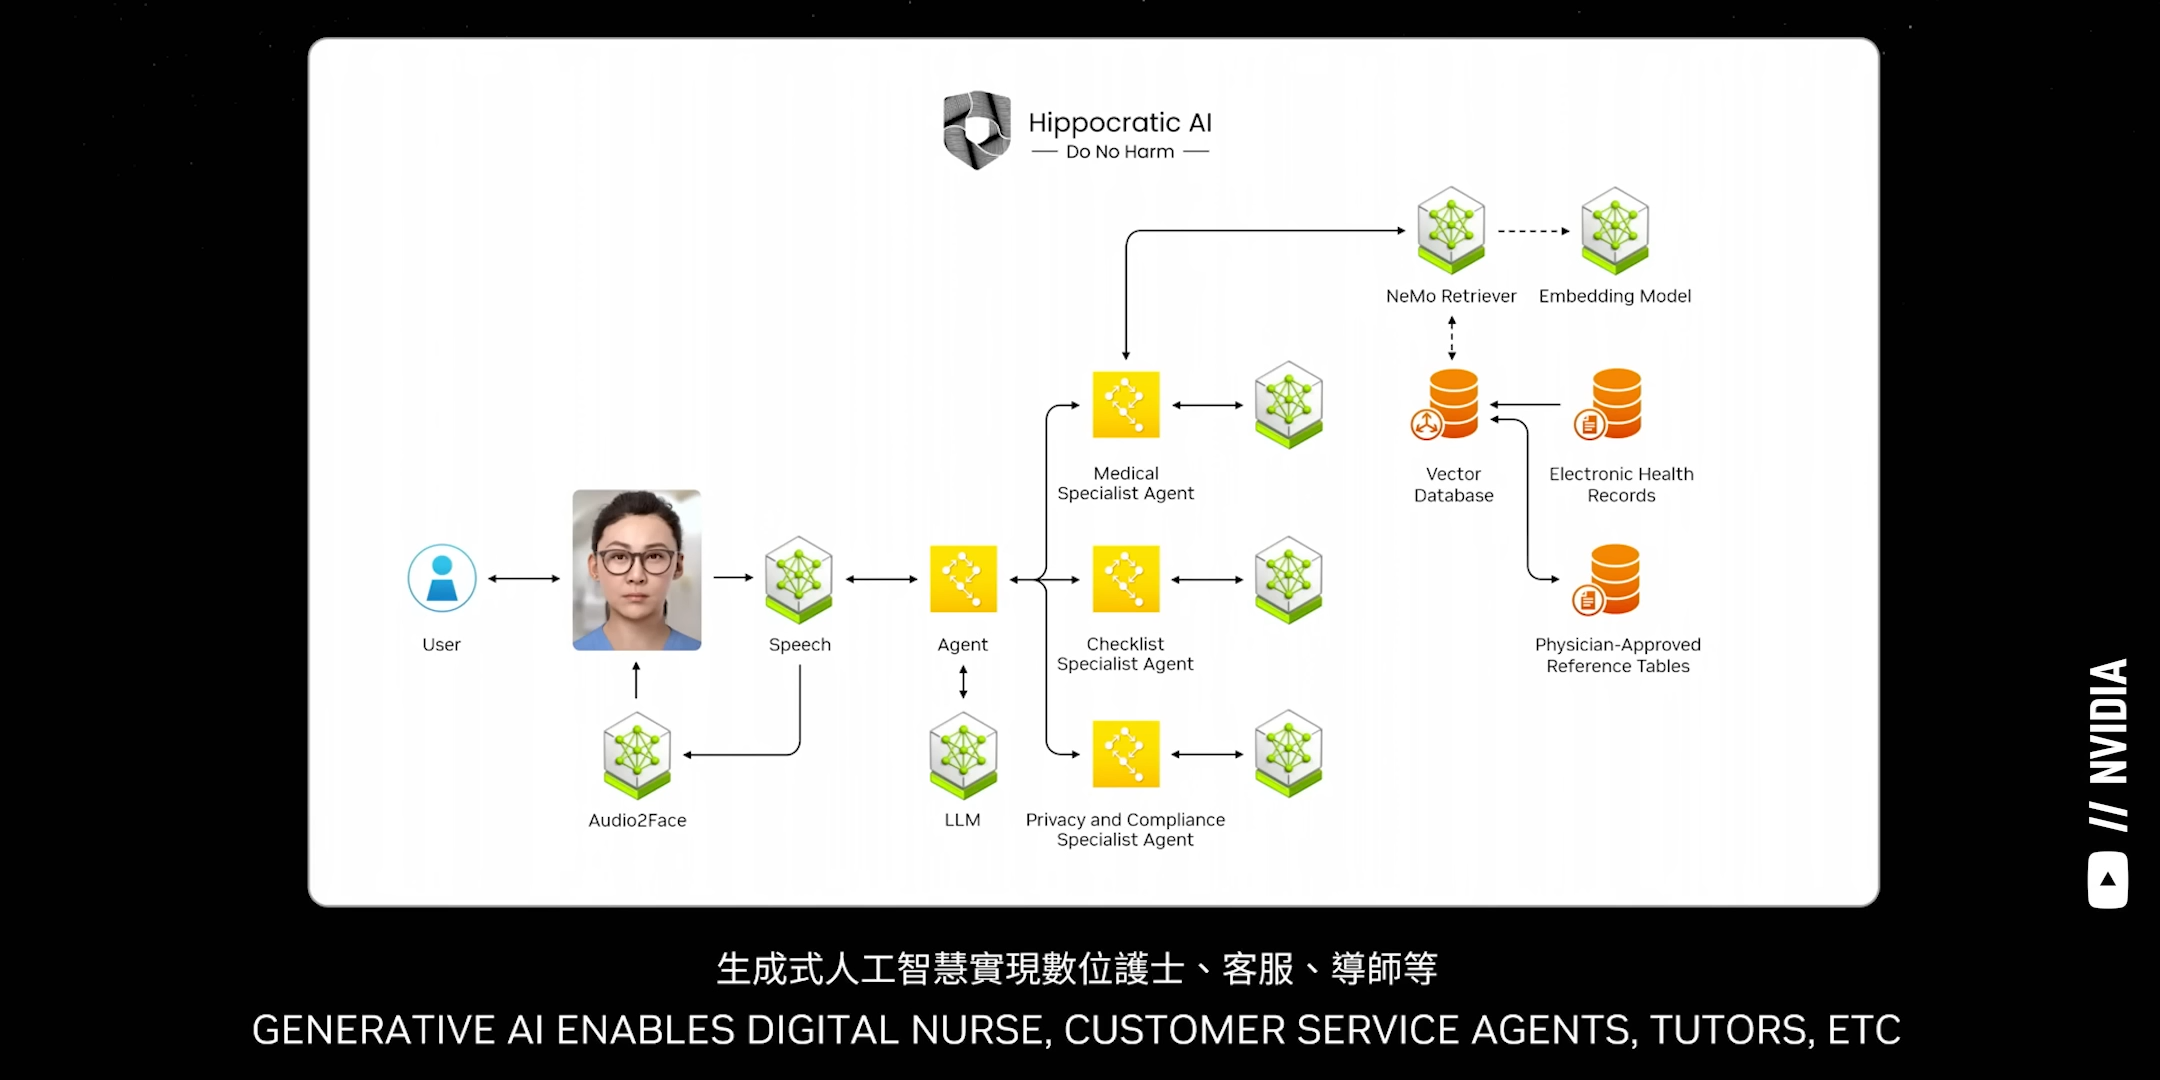 Hippocratic AI
Do No Harm
NeMo Retriever
Embedding Model
Medical
Specialist Agent
Vector
Database
Electronic Health
Records
User
Speech
Agent
Checklist
Specialist Agent
Physician-Approved
Reference Tables
Audio2Face
LLM
Privacy and Compliance
Specialist Agent
生成式人工智慧實現數位護士、客服、導師等
GENERATIVE AI ENABLES DIGITAL NURSE, CUSTOMER SERVICE AGENTS, TUTORS, ETC
// NVIDIA